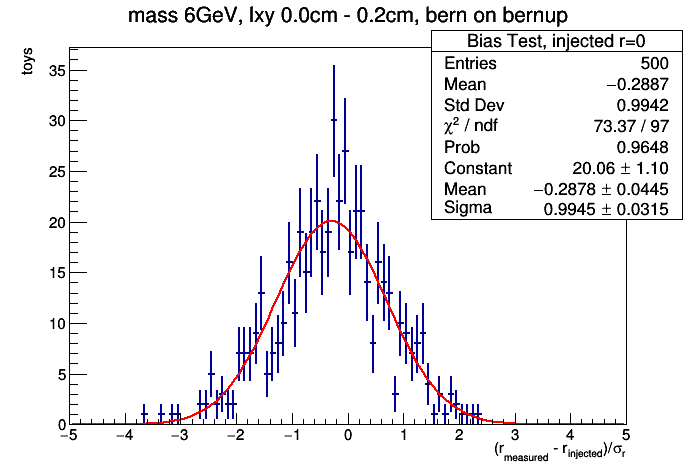 mass 6GeV, lxy 0.0cm - 0.2cm, bern on bernup
toys
Bias Test, injected r=0
Entries 500
Mean −0.2887
Std Dev 0.9942
χ² / ndf 73.37 / 97
Prob 0.9648
Constant 20.06 ± 1.10
Mean −0.2878 ± 0.0445
Sigma 0.9945 ± 0.0315
35
30
25
20
15
10
5
0
−5 −4 −3 −2 −1 0 1 2 3 4 5
(r_measured - r_injected)/σ_r